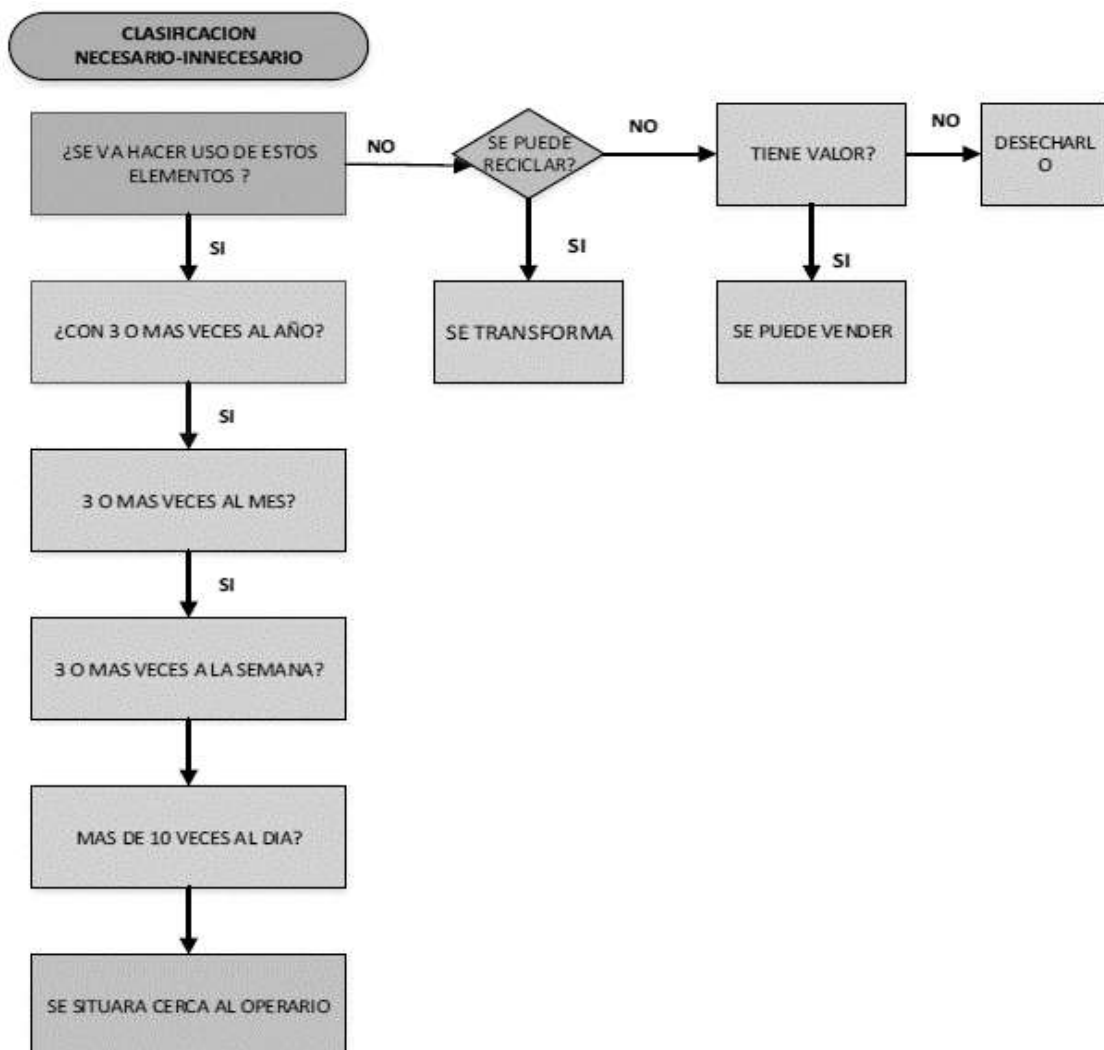 CLASIFICACION
NECESARIO-INNECESARIO
¿SE VA HACER USO DE ESTOS
ELEMENTOS ?
NO
SE PUEDE
RECICLAR?
NO
TIENE VALOR?
NO
DESECHARL
O
SI
SI
SI
¿CON 3 O MAS VECES AL AÑO?
SE TRANSFORMA
SE PUEDE VENDER
SI
3 O MAS VECES AL MES?
SI
3 O MAS VECES A LA SEMANA?
MAS DE 10 VECES AL DIA?
SE SITUARA CERCA AL OPERARIO